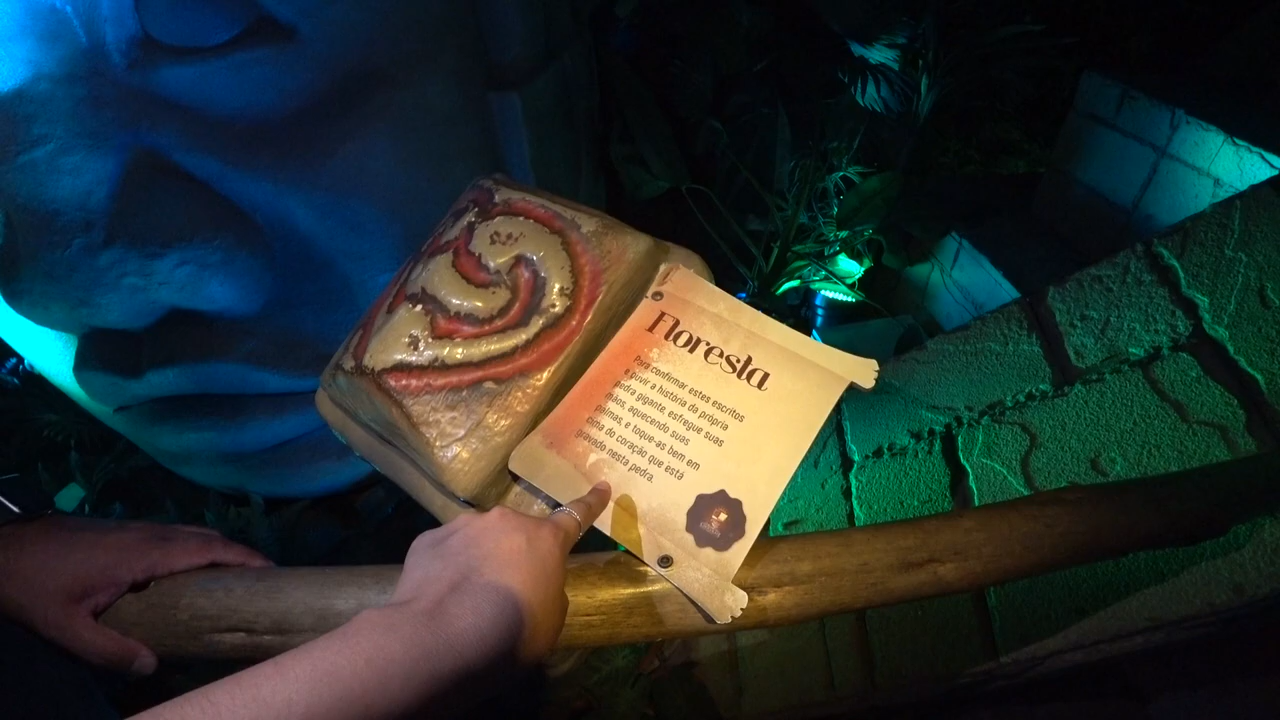 Floresta
Para confirmar estes escritos
e ouvir a história da própria
pedra gigante, esfregue suas
mãos, aquecendo suas
palmas, e toque-as bem em
cima do coração que está
gravado nesta pedra.